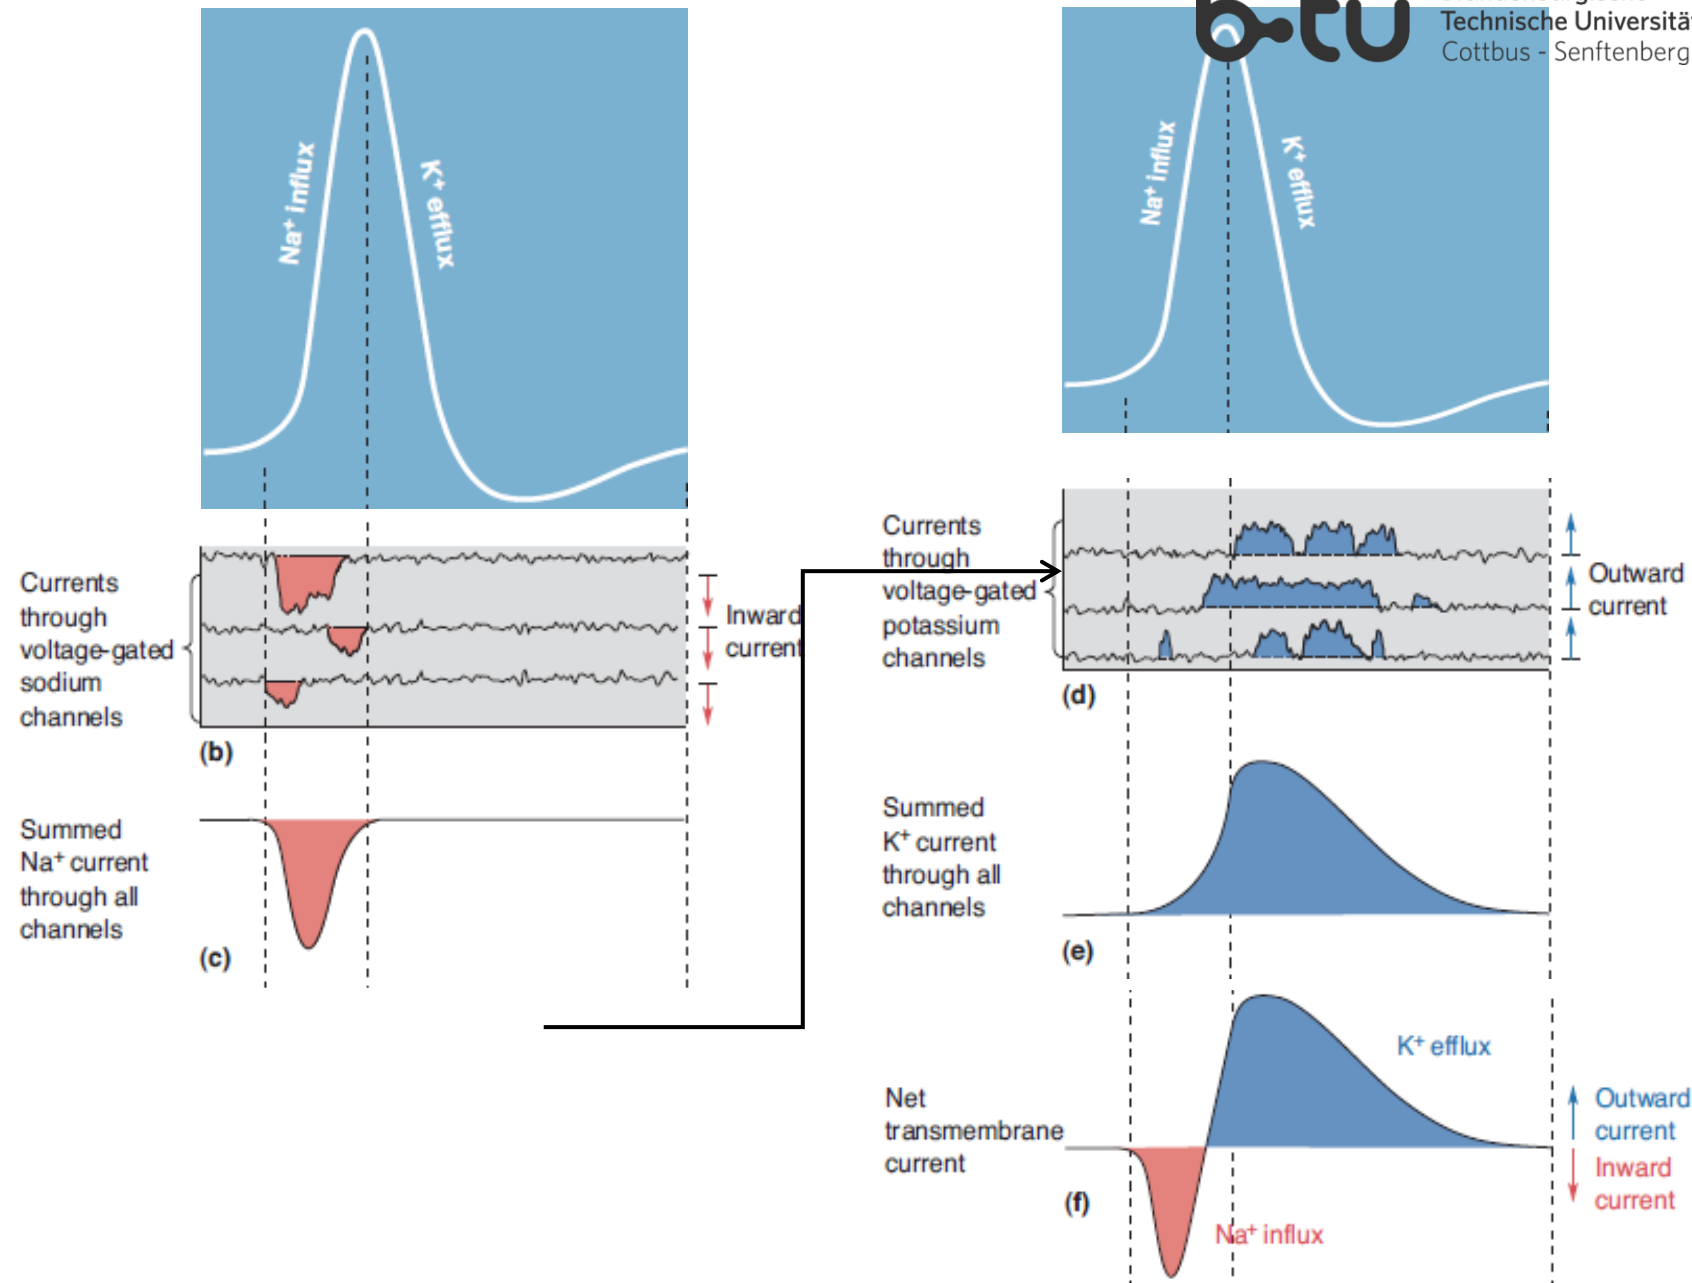 b-tu
Technische Universitä
Cottbus - Senftenberg
Na⁺ influx
K⁺ efflux
Currents
through
voltage-gated
sodium
channels
Inward
current
(b)
Summed
Na⁺ current
through all
channels
(c)
Na⁺ influx
K⁺ efflux
Currents
through
voltage-gated
potassium
channels
Outward
current
(d)
Summed
K⁺ current
through all
channels
(e)
Net
transmembrane
current
K⁺ efflux
Outward
current
Inward
current
(f)
Na⁺ influx